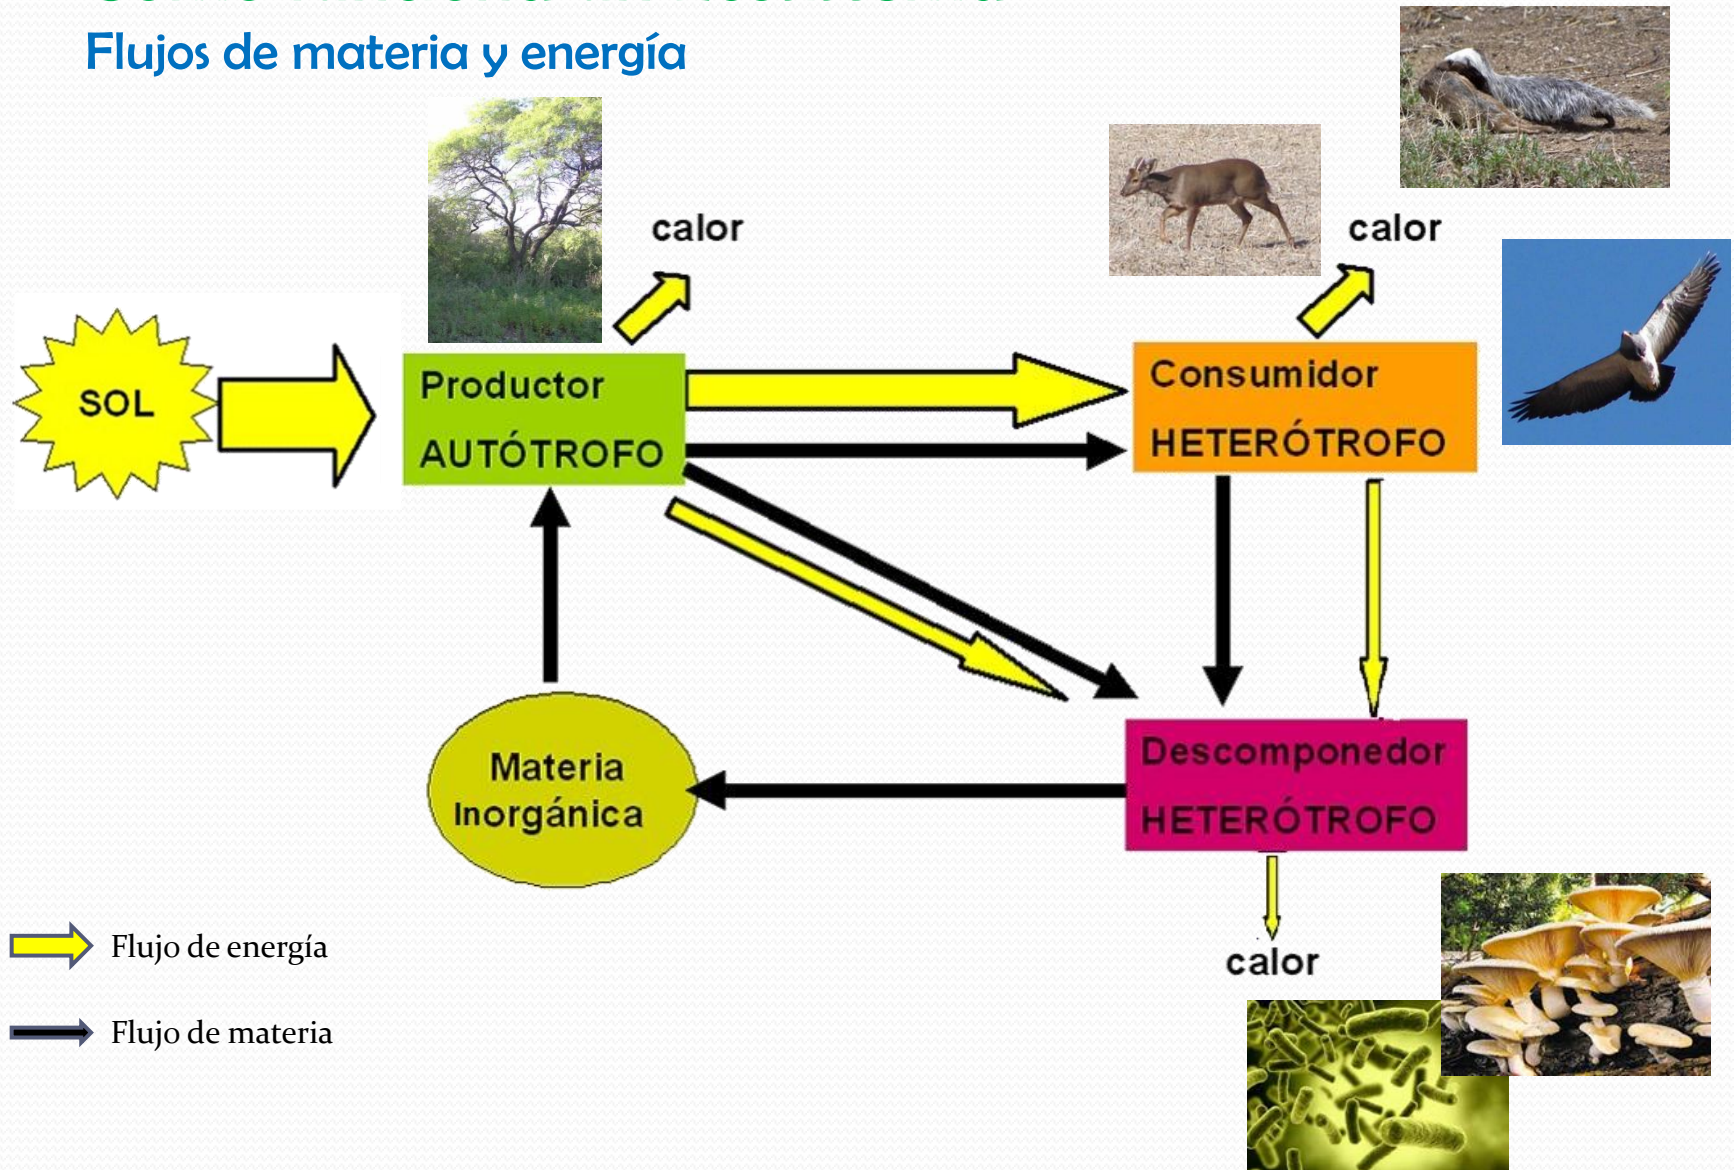 Flujos de materia y energía
calor
calor
SOL
Productor
AUTÓTROFO
Consumidor
HETERÓTROFO
Materia
Inorgánica
Descomponedor
HETERÓTROFO
calor
Flujo de energía
Flujo de materia